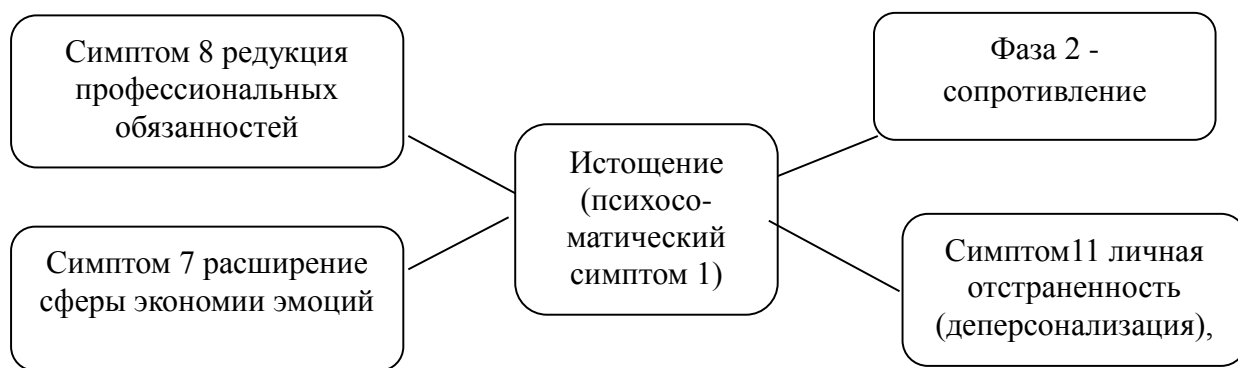 Симптом 8 редукция
профессиональных
обязанностей
Симптом 7 расширение
сферы экономии эмоций
Истощение
(психосо-
матический
симптом 1)
Фаза 2 -
сопротивление
Симптом11 личная
отстраненность
(деперсонализация),